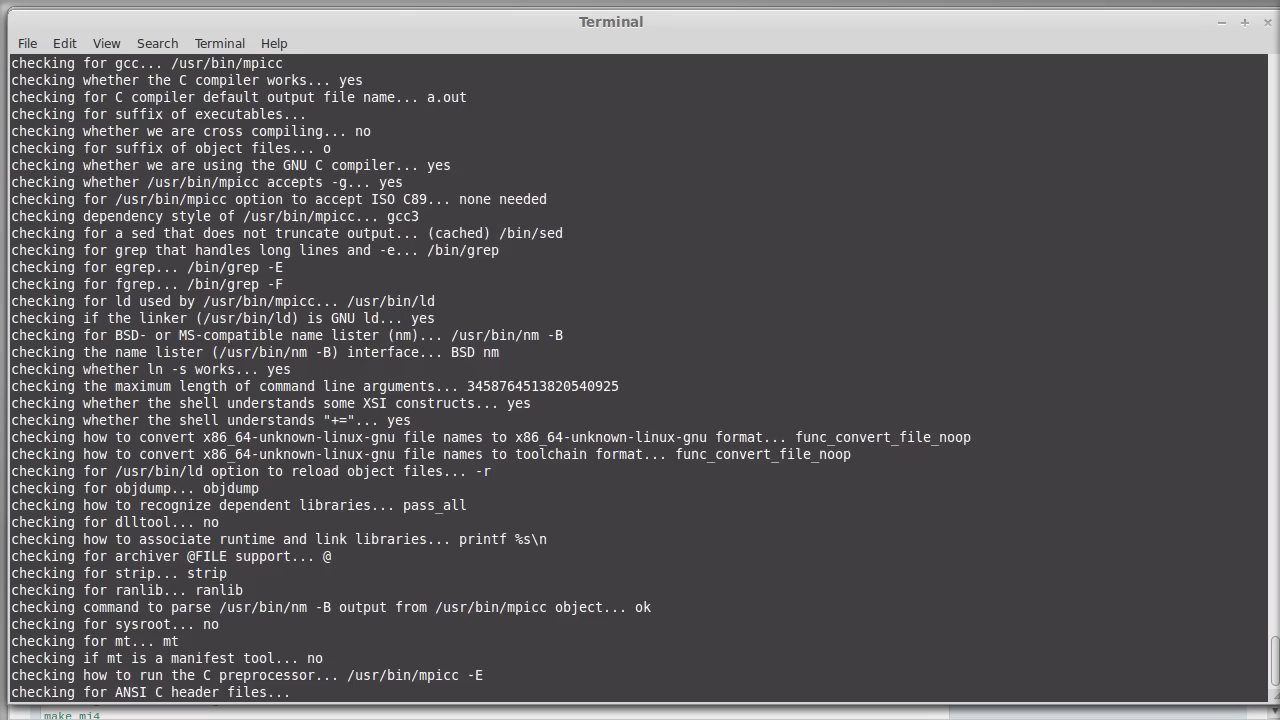 Terminal
File Edit View Search Terminal Help
checking for gcc... /usr/bin/mpicc
checking whether the C compiler works... yes
checking for C compiler default output file name... a.out
checking for suffix of executables...
checking whether we are cross compiling... no
checking for suffix of object files... o
checking whether we are using the GNU C compiler... yes
checking whether /usr/bin/mpicc accepts -g... yes
checking for /usr/bin/mpicc option to accept ISO C89... none needed
checking dependency style of /usr/bin/mpicc... gcc3
checking for a sed that does not truncate output... (cached) /bin/sed
checking for grep that handles long lines and -e... /bin/grep
checking for egrep... /bin/grep -E
checking for fgrep... /bin/grep -F
checking for ld used by /usr/bin/mpicc... /usr/bin/ld
checking if the linker (/usr/bin/ld) is GNU ld... yes
checking for BSD- or MS-compatible name lister (nm)... /usr/bin/nm -B
checking the name lister (/usr/bin/nm -B) interface... BSD nm
checking whether ln -s works... yes
checking the maximum length of command line arguments... 3458764513820540925
checking whether the shell understands some XSI constructs... yes
checking whether the shell understands "+="... yes
checking how to convert x86_64-unknown-linux-gnu file names to x86_64-unknown-linux-gnu format... func_convert_file_noop
checking how to convert x86_64-unknown-linux-gnu file names to toolchain format... func_convert_file_noop
checking for /usr/bin/ld option to reload object files... -r
checking for objdump... objdump
checking how to recognize dependent libraries... pass_all
checking for dlltool... no
checking how to associate runtime and link libraries... printf %s\n
checking for archiver @FILE support... @
checking for strip... strip
checking for ranlib... ranlib
checking command to parse /usr/bin/nm -B output from /usr/bin/mpicc object... ok
checking for sysroot... no
checking for mt... mt
checking if mt is a manifest tool... no
checking how to run the C preprocessor... /usr/bin/mpicc -E
checking for ANSI C header files...
make mj4